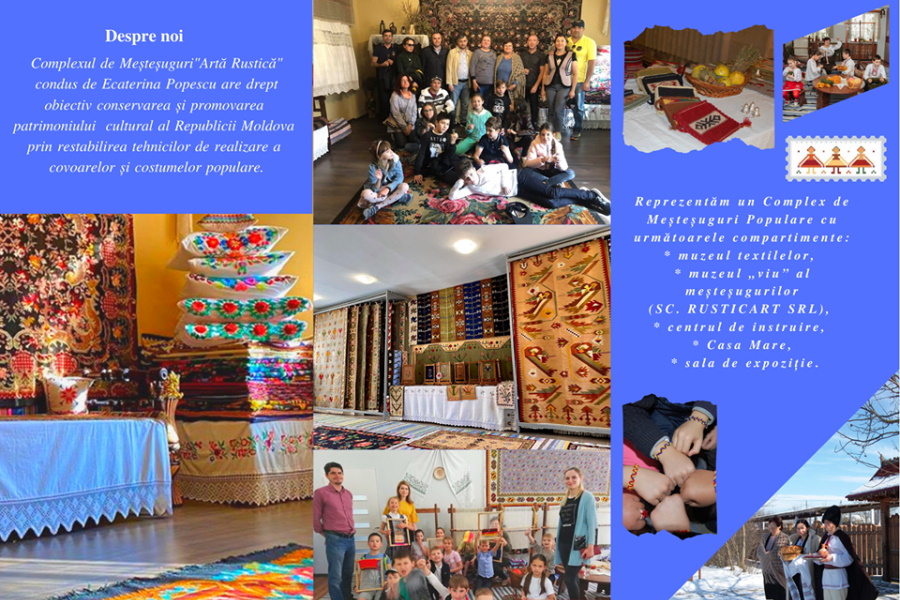 Despre noi
Complexul de Meșteșuguri"Artă Rustică"
condus de Ecaterina Popescu are drept
obiectiv conservarea și promovarea
patrimoniului cultural al Republicii Moldova
prin restabilirea tehnicilor de realizare a
covoarelor și costumelor populare.
Reprezentăm un Complex de
Meșteșuguri Populare cu
următoarele compartimente:
* muzeul textilelor,
* muzeul „viu” al
meșteșugurilor
(SC. RUSTICART SRL),
* centrul de instruire,
* Casa Mare,
* sala de expoziție.